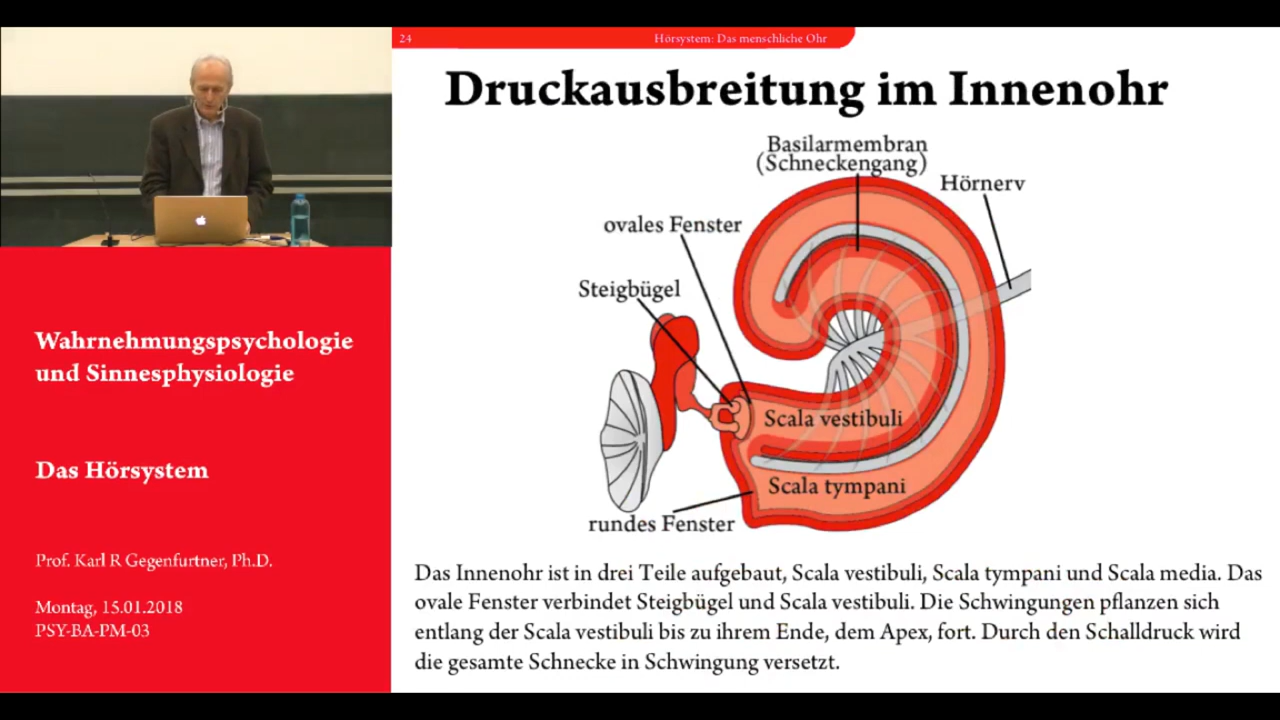 24
Hörsystem: Das menschliche Ohr
Druckausbreitung im Innenohr
Basilarmembran
(Schneckengang)
Hörnerv
ovales Fenster
Steigbügel
Scala vestibuli
Scala tympani
rundes Fenster
Das Innenohr ist in drei Teile aufgebaut, Scala vestibuli, Scala tympani und Scala media. Das
ovale Fenster verbindet Steigbügel und Scala vestibuli. Die Schwingungen pflanzen sich
entlang der Scala vestibuli bis zu ihrem Ende, dem Apex, fort. Durch den Schalldruck wird
die gesamte Schnecke in Schwingung versetzt.
Wahrnehmungspsychologie
und Sinnesphysiologie
Das Hörsystem
Prof. Karl R Gegenfurtner, Ph.D.
Montag, 15.01.2018
PSY-BA-PM-03